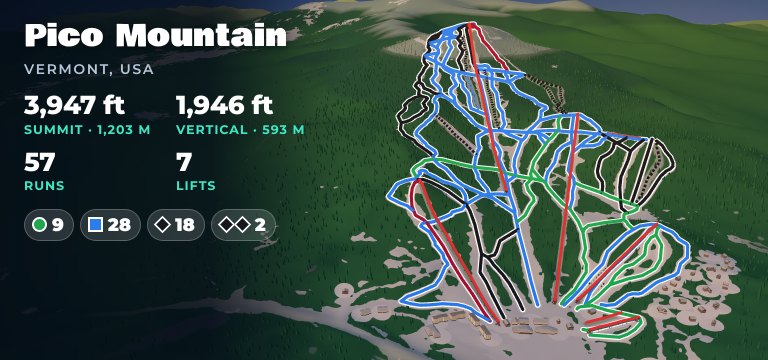 Pico Mountain
VERMONT, USA
3,947 ft 1,946 ft
SUMMIT · 1,203 M VERTICAL · 593 M
57 7
RUNS LIFTS
9 28 18 2